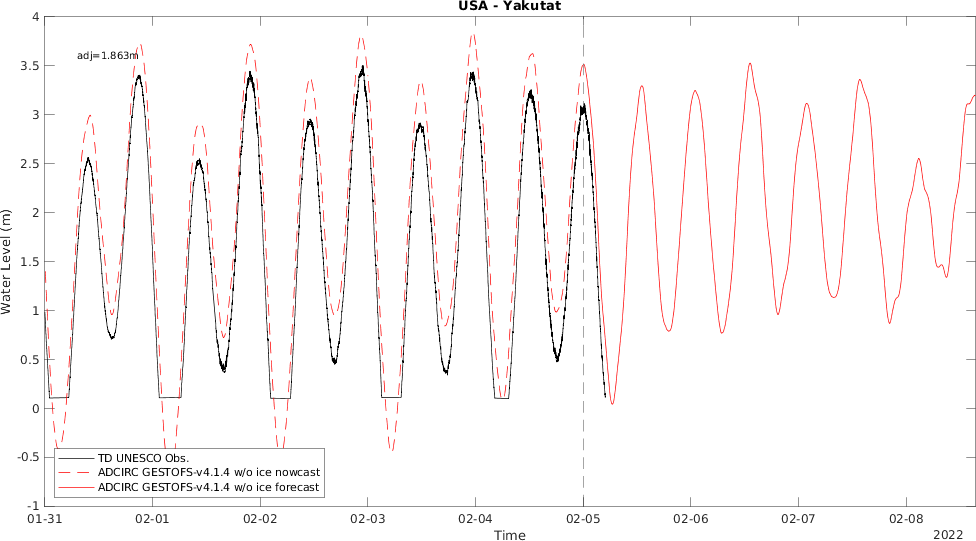 USA - Yakutat
4
adj=1.863m
3.5
3
2.5
2
1.5
1
0.5
0
-0.5
-1
Water Level (m)
TD UNESCO Obs.
ADCIRC GESTOFS-v4.1.4 w/o ice nowcast
ADCIRC GESTOFS-v4.1.4 w/o ice forecast
01-31 02-01 02-02 02-03 02-04 02-05 02-06 02-07 02-08
Time
2022